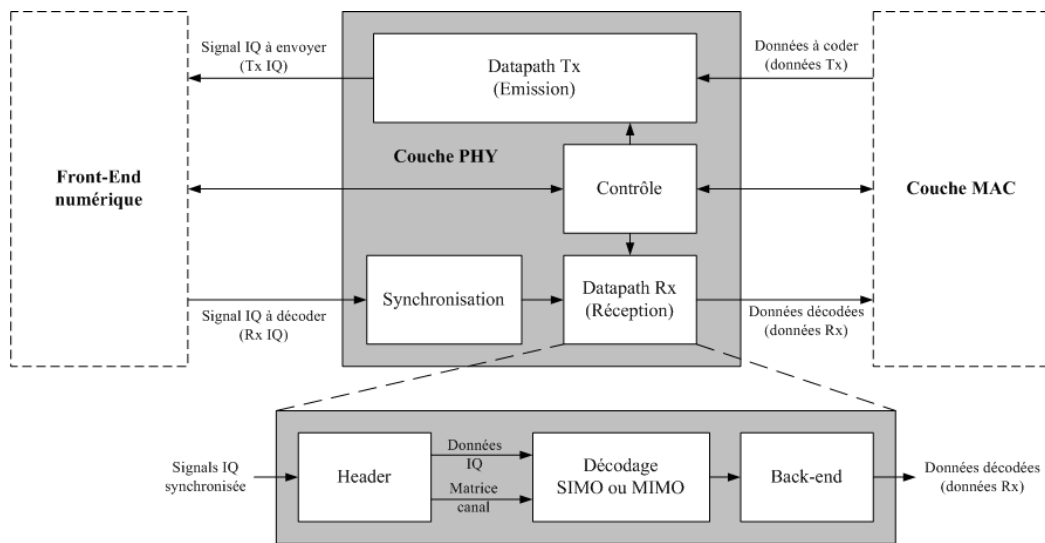 Signal IQ à envoyer
(Tx IQ)
Datapath Tx
(Emission)
Données à coder
(données Tx)
Couche PHY
Front-End
numérique
Contrôle
Couche MAC
Synchronisation
Datapath Rx
(Réception)
Signal IQ à décoder
(Rx IQ)
Données décodées
(données Rx)
Signals IQ
synchronisée
Header
Données
IQ
Matrice
canal
Décodage
SIMO ou MIMO
Back-end
Données décodées
(données Rx)